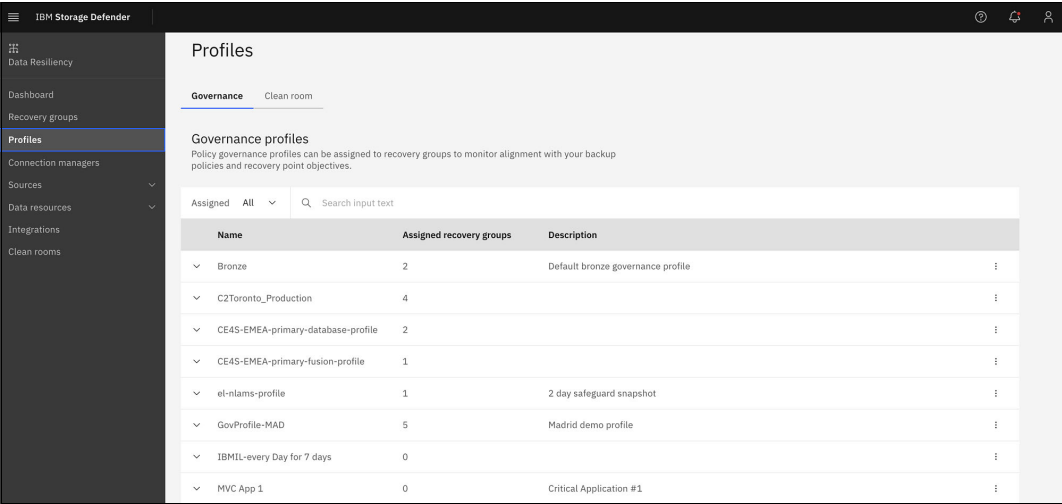 IBM Storage Defender
Data Resiliency
Dashboard
Recovery groups
Profiles
Connection managers
Sources
Data resources
Integrations
Clean rooms
Profiles
Governance Clean room
Governance profiles
Policy governance profiles can be assigned to recovery groups to monitor alignment with your backup
policies and recovery point objectives.
Assigned All Search input text
Name Assigned recovery groups Description
Bronze 2 Default bronze governance profile
C2Toronto_Production 4
CE4S-EMEA-primary-database-profile 2
CE4S-EMEA-primary-fusion-profile 1
el-nlams-profile 1 2 day safeguard snapshot
GovProfile-MAD 5 Madrid demo profile
IBMIL-every Day for 7 days 0
MVC App 1 0 Critical Application #1